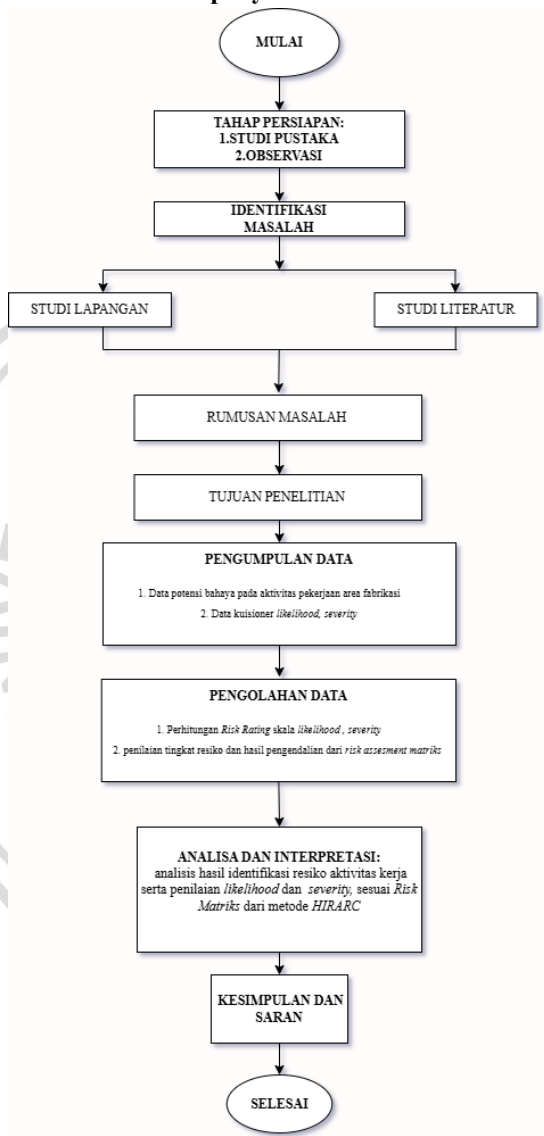 MULAI
TAHAP PERSIAPAN:
1.STUDI PUSTAKA
2.OBSERVASI
IDENTIFIKASI
MASALAH
STUDI LAPANGAN
STUDI LITERATUR
RUMUSAN MASALAH
TUJUAN PENELITIAN
PENGUMPULAN DATA
1. Data potensi bahaya pada aktivitas pekerjaan area fabrikasi
2. Data kuisioner likelihood, severity
PENGOLAHAN DATA
1. Perhitungan Risk Rating skala likelihood , severity
2. penilaian tingkat resiko dan hasil pengendalian dari risk assesment matriks
ANALISA DAN INTERPRETASI:
analisis hasil identifikasi resiko aktivitas kerja
serta penilaian likelihood dan severity, sesuai Risk
Matriks dari metode HIRARC
KESIMPULAN DAN
SARAN
SELESAI